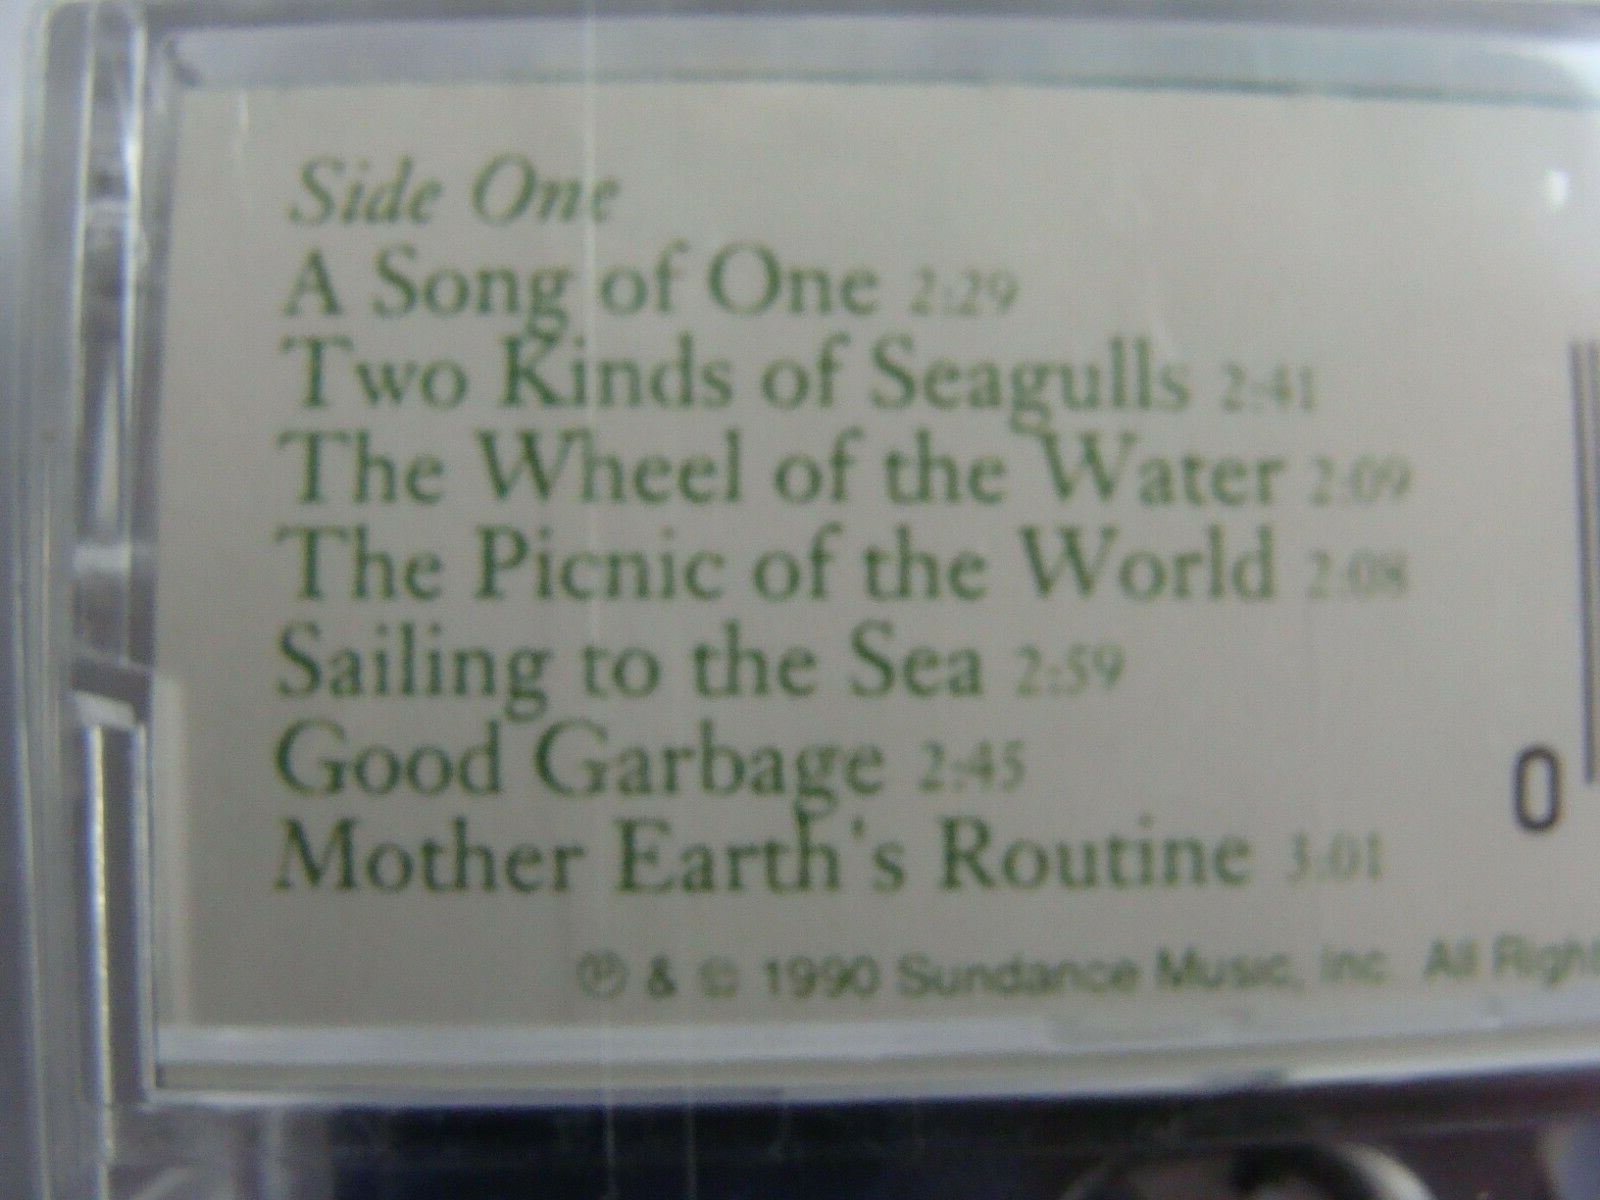 Side One
A Song of One 2:29
Two Kinds of Seagulls 2:41
The Wheel of the Water 2:09
The Picnic of the World 2:08
Sailing to the Sea 2:59
Good Garbage 2:45
Mother Earth's Routine 3:01
℗ & © 1990 Sundance Music, Inc. All Right
0